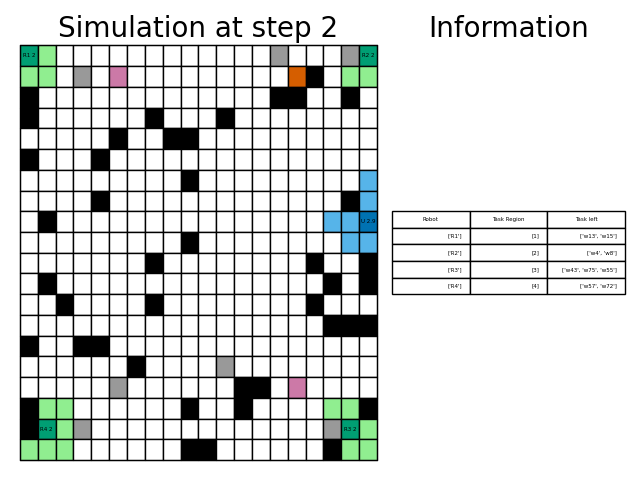 Simulation at step 2
Information
R1 2
R2 2
U 2.9
R4 2
R3 2
Robot Task Region Task left
['R1'] [1] ['w13', 'w15']
['R2'] [2] ['w4', 'w8']
['R3'] [3] ['w43', 'w75', 'w55']
['R4'] [4] ['w57', 'w72']